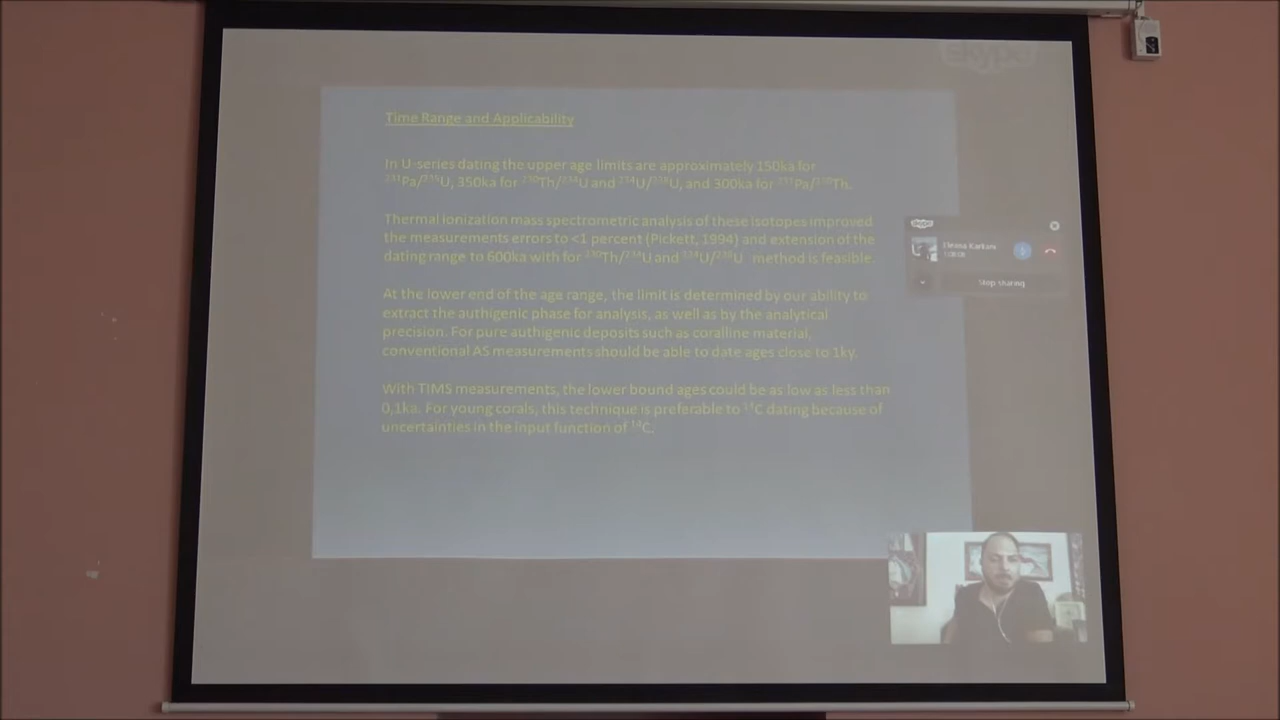 Time Range and Applicability
In U-series dating the upper age limits are approximately 150ka for
²³¹Pa/²³⁵U, 350ka for ²³⁰Th/²³⁴U and ²³⁴U/²³⁸U, and 300ka for ²³¹Pa/²³⁰Th.
Thermal ionization mass spectrometric analysis of these isotopes improved
the measurements errors to <1 percent (Pickett, 1994) and extension of the
dating range to 600ka with for ²³⁰Th/²³⁴U and ²³⁴U/²³⁸U method is feasible.
At the lower end of the age range, the limit is determined by our ability to
extract the authigenic phase for analysis, as well as by the analytical
precision. For pure authigenic deposits such as coralline material,
conventional AS measurements should be able to date ages close to 1ky.
With TIMS measurements, the lower bound ages could be as low as less than
0,1ka. For young corals, this technique is preferable to ¹⁴C dating because of
uncertainties in the input function of ¹⁴C.
skype
Stop sharing